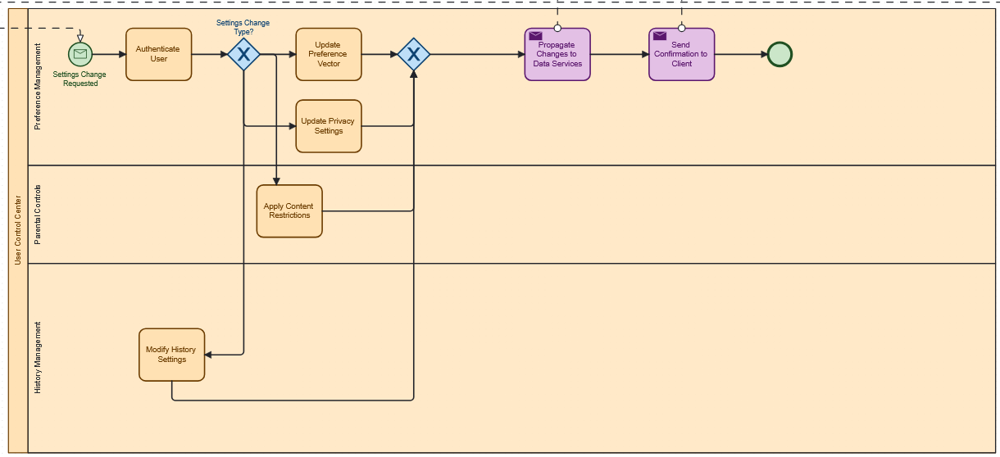 User Control Center
Preference Management
Settings Change
Requested
Authenticate
User
Settings Change
Type?
Update
Preference
Vector
Update Privacy
Settings
Propagate
Changes to
Data Services
Send
Confirmation to
Client
Parental Controls
Apply Content
Restrictions
History Management
Modify History
Settings